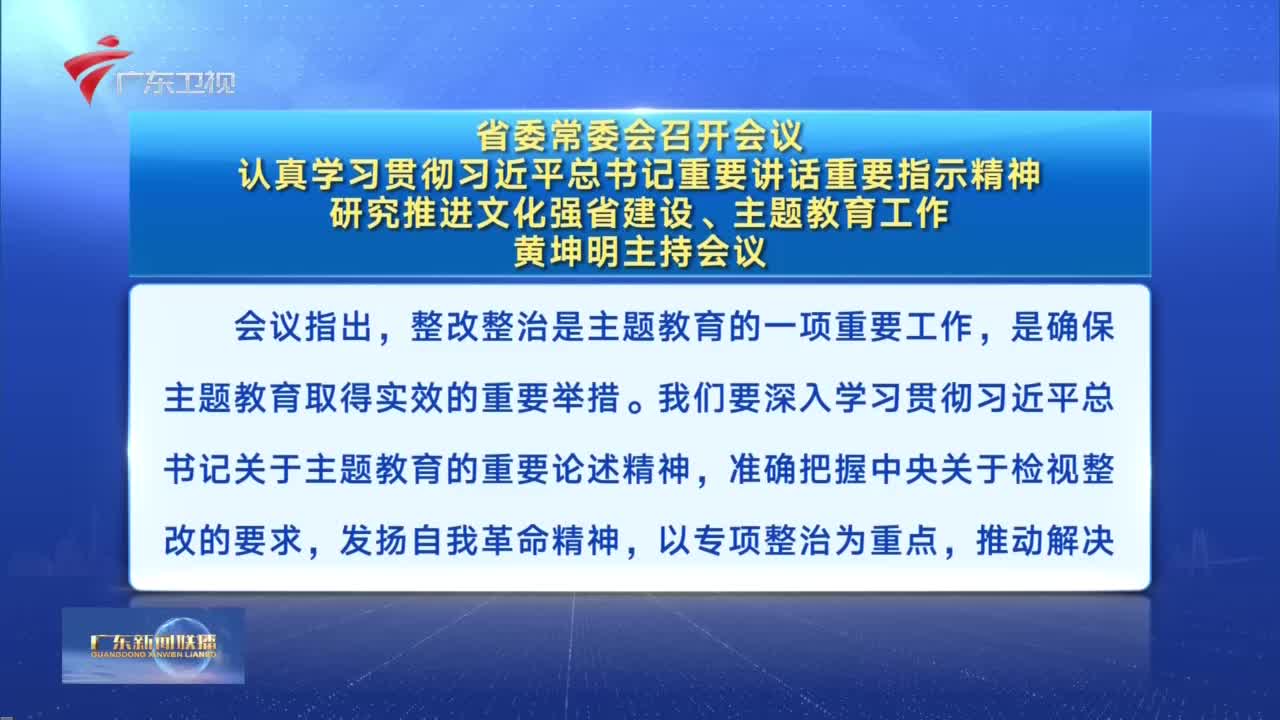 广东卫视
省委常委会召开会议
认真学习贯彻习近平总书记重要讲话重要指示精神
研究推进文化强省建设、主题教育工作
黄坤明主持会议
会议指出，整改整治是主题教育的一项重要工作，是确保
主题教育取得实效的重要举措。我们要深入学习贯彻习近平总
书记关于主题教育的重要论述精神，准确把握中央关于检视整
改的要求，发扬自我革命精神，以专项整治为重点，推动解决
广东新闻联播
GUANGDONG XINWEN LIANBO